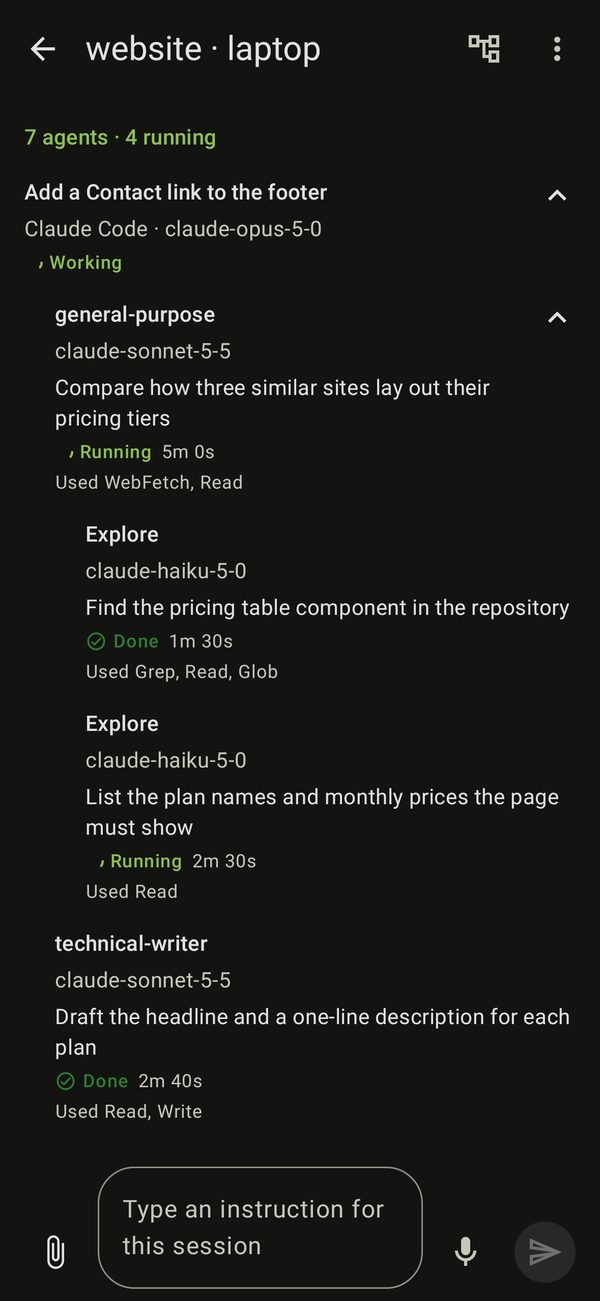 website · laptop
7 agents · 4 running
Add a Contact link to the footer
Claude Code · claude-opus-5-0
Working
general-purpose
claude-sonnet-5-5
Compare how three similar sites lay out their
pricing tiers
Running 5m 0s
Used WebFetch, Read
Explore
claude-haiku-5-0
Find the pricing table component in the repository
Done 1m 30s
Used Grep, Read, Glob
Explore
claude-haiku-5-0
List the plan names and monthly prices the page
must show
Running 2m 30s
Used Read
technical-writer
claude-sonnet-5-5
Draft the headline and a one-line description for each
plan
Done 2m 40s
Used Read, Write
Type an instruction for
this session